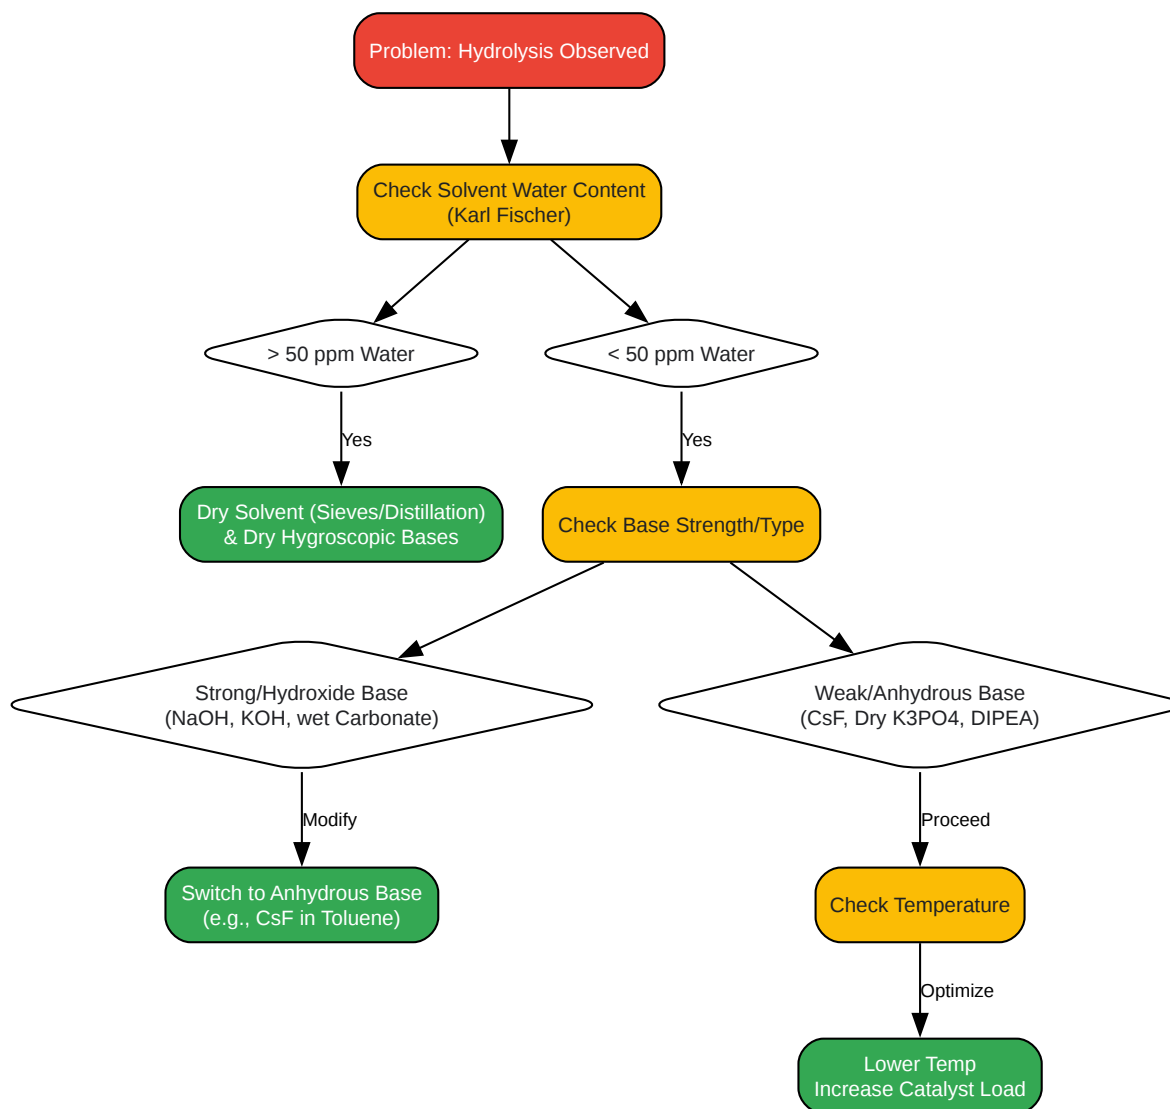 Problem: Hydrolysis Observed
Check Solvent Water Content
(Karl Fischer)
> 50 ppm Water
< 50 ppm Water
Yes
Yes
Dry Solvent (Sieves/Distillation)
& Dry Hygroscopic Bases
Check Base Strength/Type
Strong/Hydroxide Base
(NaOH, KOH, wet Carbonate)
Weak/Anhydrous Base
(CsF, Dry K3PO4, DIPEA)
Modify
Proceed
Switch to Anhydrous Base
(e.g., CsF in Toluene)
Check Temperature
Optimize
Lower Temp
Increase Catalyst Load